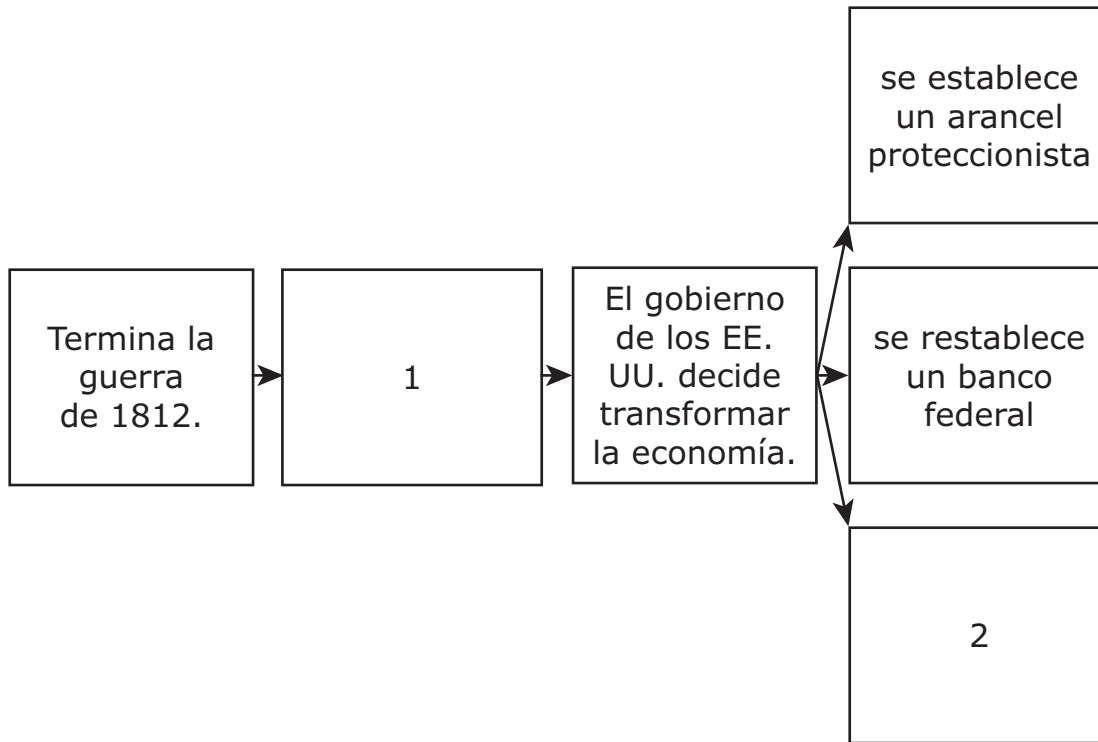 Termina la
guerra
de 1812.
1
El gobierno
de los EE.
UU. decide
transformar
la economía.
se establece
un arancel
proteccionista
se restablece
un banco
federal
2